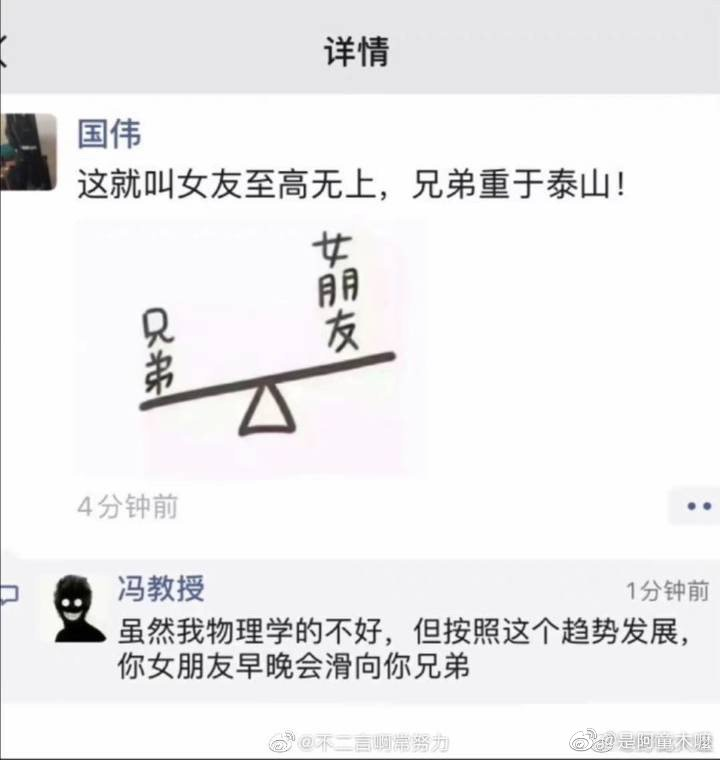 详情
国伟
这就叫女友至高无上，兄弟重于泰山！
女朋友
兄弟
4分钟前
冯教授
1分钟前
虽然我物理学的不好，但按照这个趋势发展，
你女朋友早晚会滑向你兄弟
@不二言啊常努力
@是阿童木嚒